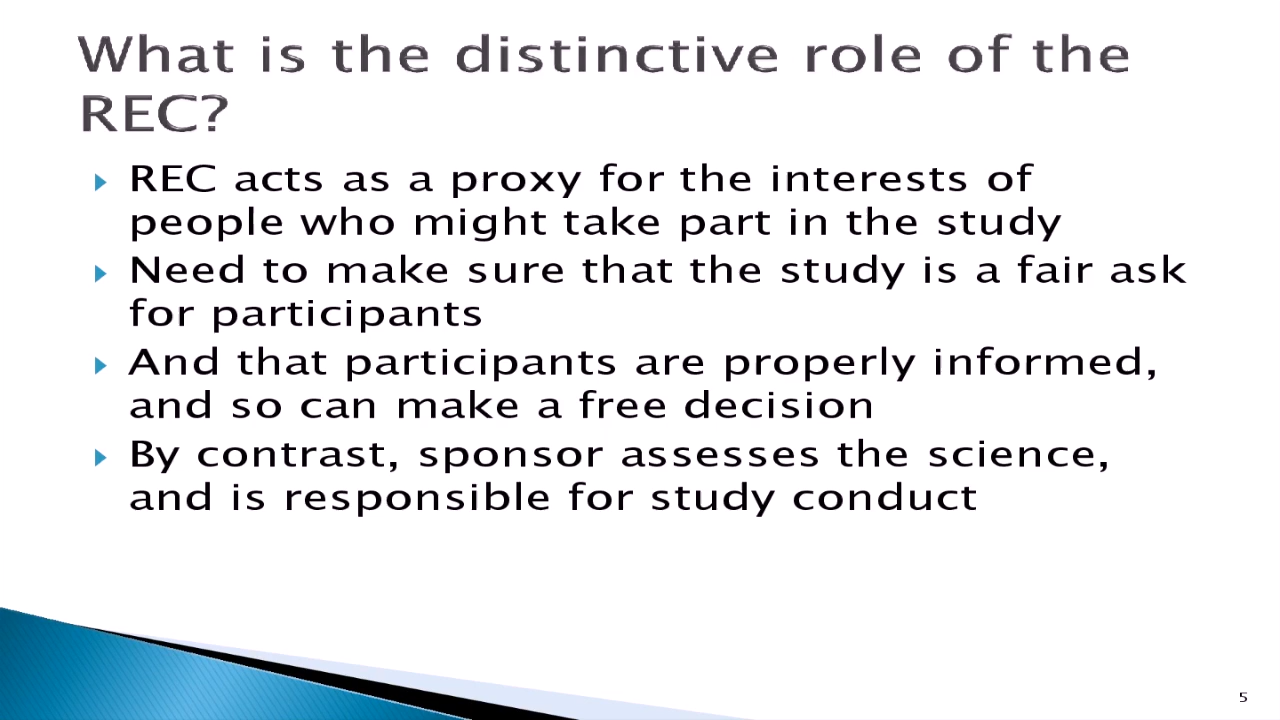 What is the distinctive role of the
REC?
REC acts as a proxy for the interests of
people who might take part in the study
Need to make sure that the study is a fair ask
for participants
And that participants are properly informed,
and so can make a free decision
By contrast, sponsor assesses the science,
and is responsible for study conduct
5